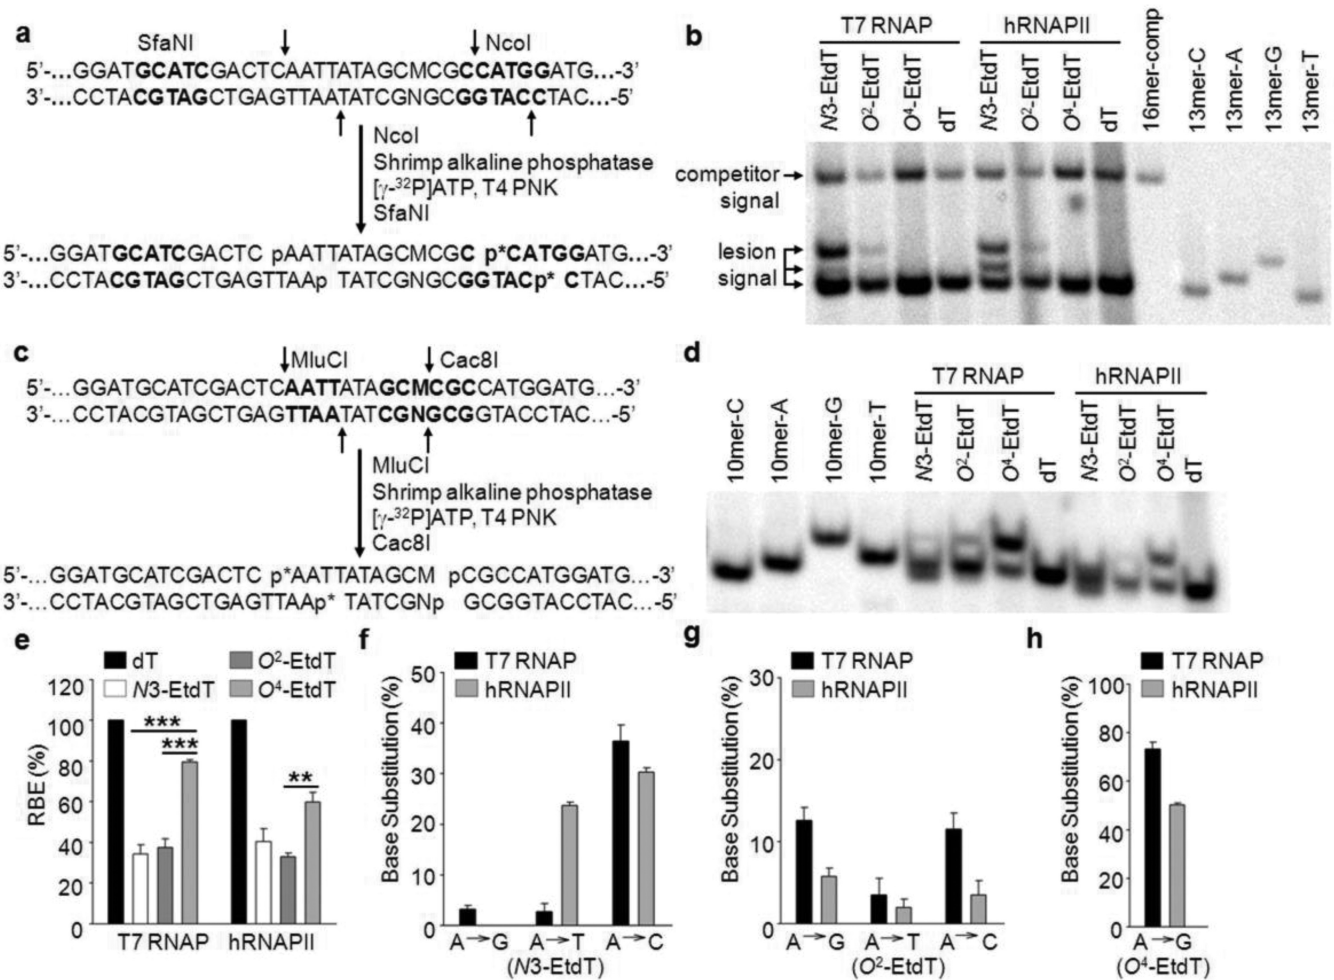 a
SfaNI
NcoI
5'-...GGATGCATCGACTCAATTATAGCMCGCCATGGATG...-3'
3'-...CCTACGTAGCTGAGTTAATATCGNGCGGTACCTAC...-5'
NcoI
Shrimp alkaline phosphatase
[γ-³²P]ATP, T4 PNK
SfaNI
5'-...GGATGCATCGACTC pAATTATAGCMCGC p*CATGGATG...-3'
3'-...CCTACGTAGCTGAGTTAAp TATCGNGCGGTACp* CTAC...-5'
b
T7 RNAP
hRNAPII
N3-EtdT
O²-EtdT
O⁴-EtdT
dT
N3-EtdT
O²-EtdT
O⁴-EtdT
dT
16mer-comp
13mer-C
13mer-A
13mer-G
13mer-T
competitor
signal
lesion
signal
c
MluCI
Cac8I
5'-...GGATGCATCGACTCAATTATAGCMCGCCATGGATG...-3'
3'-...CCTACGTAGCTGAGTTAATATCGNGCGGTACCTAC...-5'
MluCI
Shrimp alkaline phosphatase
[γ-³²P]ATP, T4 PNK
Cac8I
5'-...GGATGCATCGACTC p*AATTATAGCM pCGCCATGGATG...-3'
3'-...CCTACGTAGCTGAGTTAAp* TATCGNp GCGGTACCTAC...-5'
d
T7 RNAP
hRNAPII
10mer-C
10mer-A
10mer-G
10mer-T
N3-EtdT
O²-EtdT
O⁴-EtdT
dT
N3-EtdT
O²-EtdT
O⁴-EtdT
dT
e
dT
O²-EtdT
N3-EtdT
O⁴-EtdT
RBE (%)
120
100
80
60
40
20
0
***
***
**
T7 RNAP
hRNAPII
f
T7 RNAP
hRNAPII
Base Substitution (%)
50
40
30
20
10
0
A→G
A→T
A→C
(N3-EtdT)
g
T7 RNAP
hRNAPII
Base Substitution (%)
30
20
10
0
A→G
A→T
A→C
(O²-EtdT)
h
T7 RNAP
hRNAPII
Base Substitution (%)
100
80
60
40
20
0
A→G
(O⁴-EtdT)